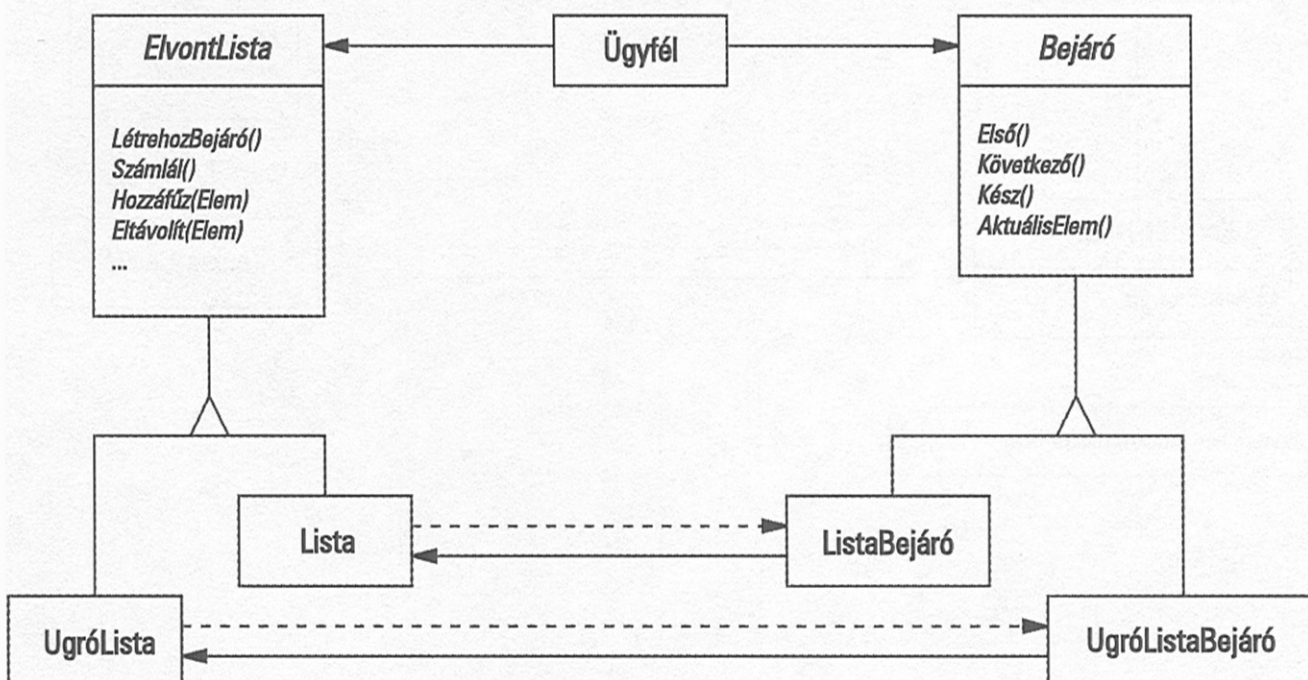 ElvontLista
LétrehozBejáró()
Számlál()
Hozzáfűz(Elem)
Eltávolít(Elem)
...
Ügyfél
Bejáró
Első()
Következő()
Kész()
AktuálisElem()
Lista
ListaBejáró
UgróLista
UgróListaBejáró